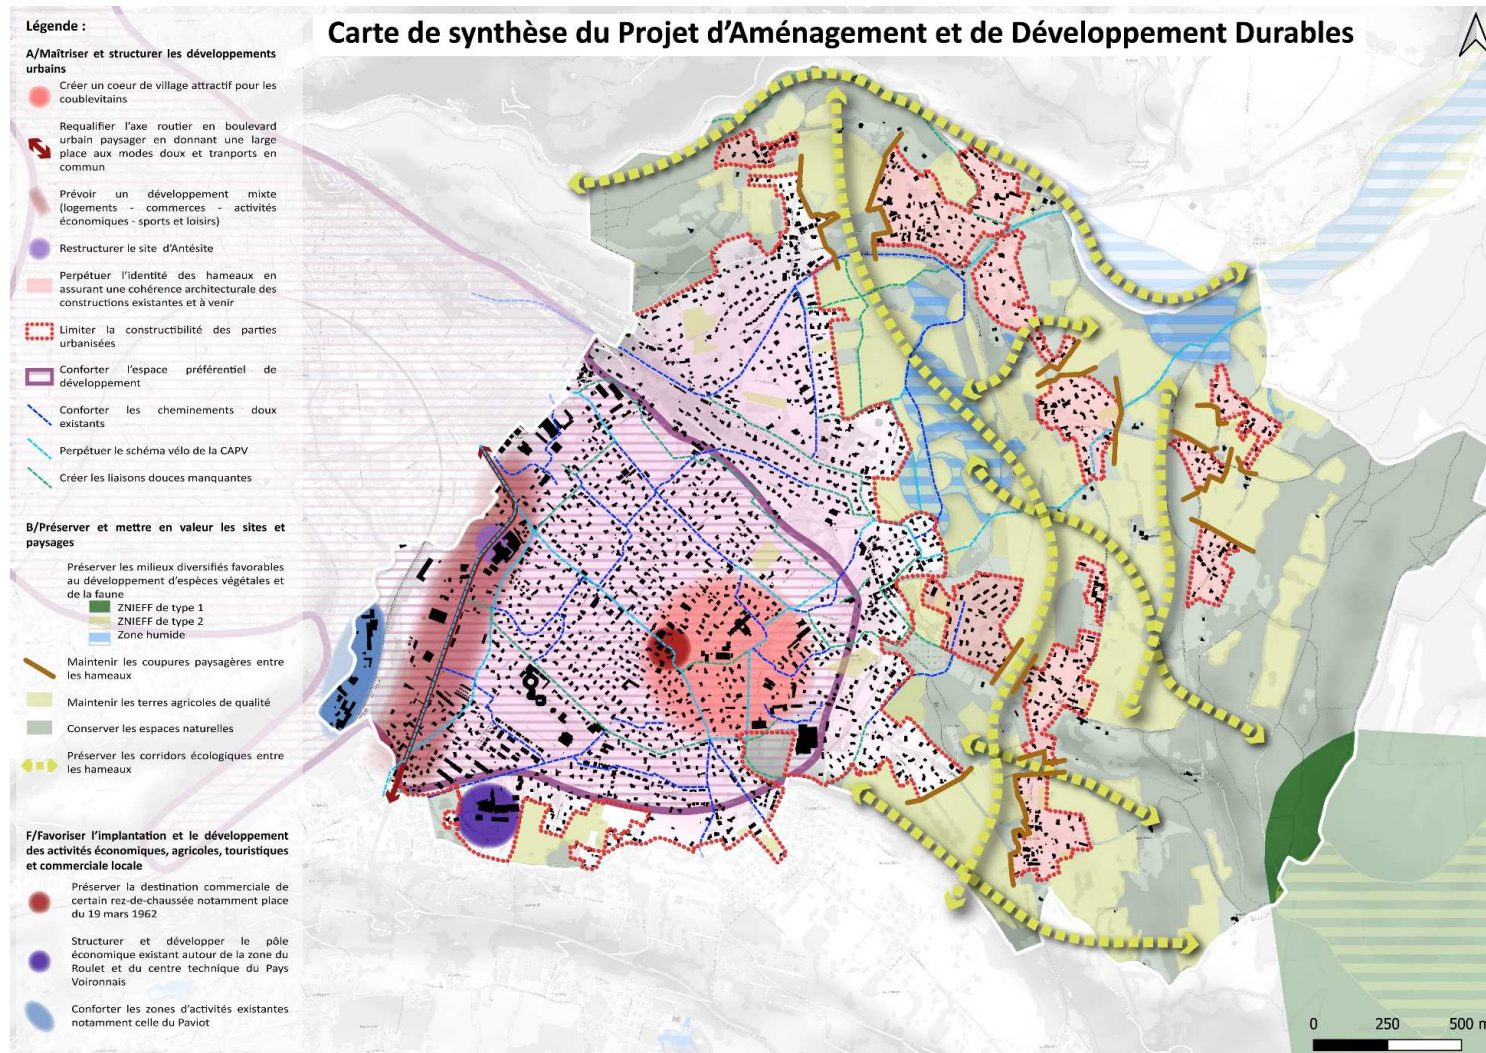 Carte de synthèse du Projet d'Aménagement et de Développement Durables
Légende :
A/Maîtriser et structurer les développements
urbains
Créer un coeur de village attractif pour les
coublevitains
Requalifier l'axe routier en boulevard
urbain paysager en donnant une large
place aux modes doux et tranports en
commun
Prévoir un développement mixte
(logements - commerces - activités
économiques - sports et loisirs)
Restructurer le site d'Antésite
Perpétuer l'identité des hameaux en
assurant une cohérence architecturale des
constructions existantes et à venir
Limiter la constructibilité des parties
urbanisées
Conforter l'espace préférentiel de
développement
Conforter les cheminements doux
existants
Perpétuer le schéma vélo de la CAPV
Créer les liaisons douces manquantes
B/Préserver et mettre en valeur les sites et
paysages
Préserver les milieux diversifiés favorables
au développement d'espèces végétales et
de la faune
ZNIEFF de type 1
ZNIEFF de type 2
Zone humide
Maintenir les coupures paysagères entre
les hameaux
Maintenir les terres agricoles de qualité
Conserver les espaces naturelles
Préserver les corridors écologiques entre
les hameaux
F/Favoriser l'implantation et le développement
des activités économiques, agricoles, touristiques
et commerciale locale
Préserver la destination commerciale de
certain rez-de-chaussée notamment place
du 19 mars 1962
Structurer et développer le pôle
économique existant autour de la zone du
Roulet et du centre technique du Pays
Voironnais
Conforter les zones d'activités existantes
notamment celle du Paviot
0 250 500 m